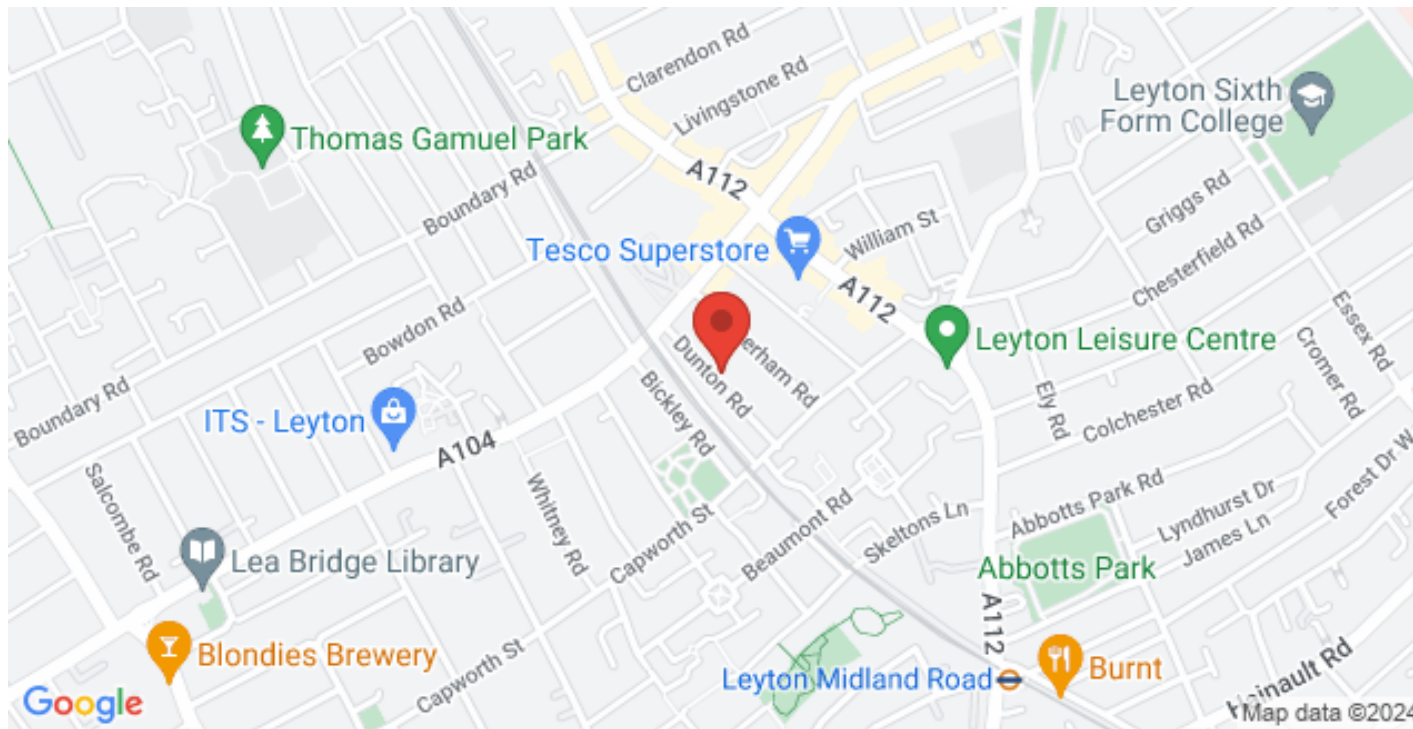 Clarendon Rd
Livingstone Rd
Leyton Sixth
Form College
Thomas Gamuel Park
A112
Boundary Rd
Griggs Rd
William St
Tesco Superstore
Chesterfield Rd
A112
Essex Rd
Bowdon Rd
Leyton Leisure Centre
Dunton Rd
Cromer Rd
Boundary Rd
Bickley Rd
Ely Rd
ITS - Leyton
Colchester Rd
A104
Salcombe Rd
Whitney Rd
Abbotts Park Rd
Forest Dr W
Beaumont Rd
Skeltons Ln
Lyndhurst Dr
Capworth St
James Ln
Lea Bridge Library
Abbotts Park
A112
Blondies Brewery
Capworth St
Leyton Midland Road
Burnt
Google
Map data ©2024